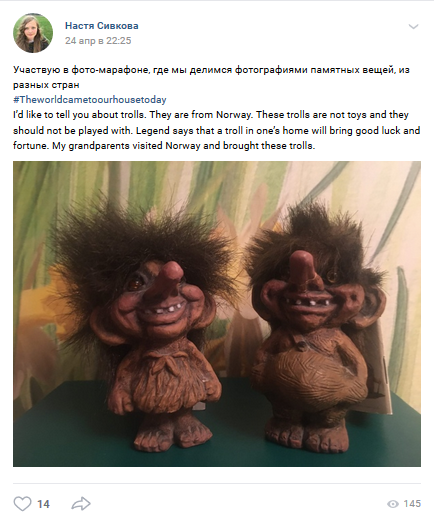 Настя Сивкова
24 апр в 22:25
Участвую в фото-марафоне, где мы делимся фотографиями памятных вещей, из
разных стран
#Theworldcametoourhousetoday
I'd like to tell you about trolls. They are from Norway. These trolls are not toys and they
should not be played with. Legend says that a troll in one's home will bring good luck and
fortune. My grandparents visited Norway and brought these trolls.
14
145